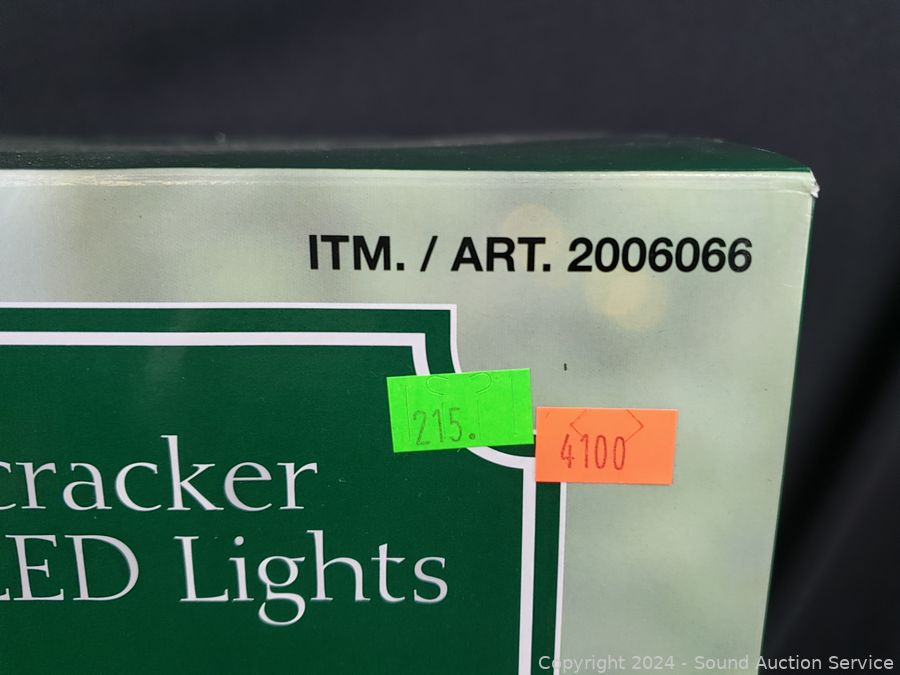 ITM. / ART. 2006066
215.
4100
cracker
LED Lights
Copyright 2024 - Sound Auction Service